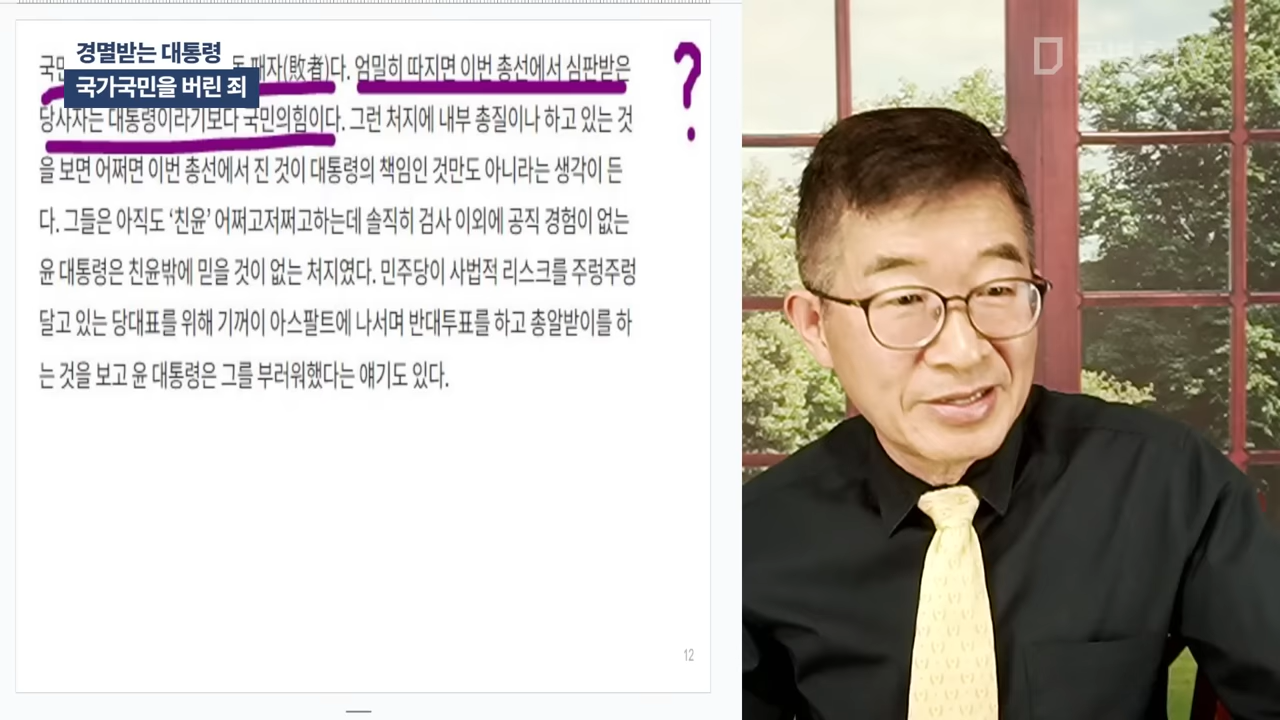 경멸받는 대통령
국가국민을 버린 죄
국민 패자(敗者)다. 엄밀히 따지면 이번 총선에서 심판받은
당사자는 대통령이라기보다 국민의힘이다. 그런 처지에 내부 총질이나 하고 있는 것
을 보면 어쩌면 이번 총선에서 진 것이 대통령의 책임인 것만도 아니라는 생각이 든
다. 그들은 아직도 ‘친윤’ 어쩌고저쩌고하는데 솔직히 검사 이외에 공직 경험이 없는
윤 대통령은 친윤밖에 믿을 것이 없는 처지였다. 민주당이 사법적 리스크를 주렁주렁
달고 있는 당대표를 위해 기꺼이 아스팔트에 나서며 반대투표를 하고 총알받이를 하
는 것을 보고 윤 대통령은 그를 부러워했다는 얘기도 있다.
?
12